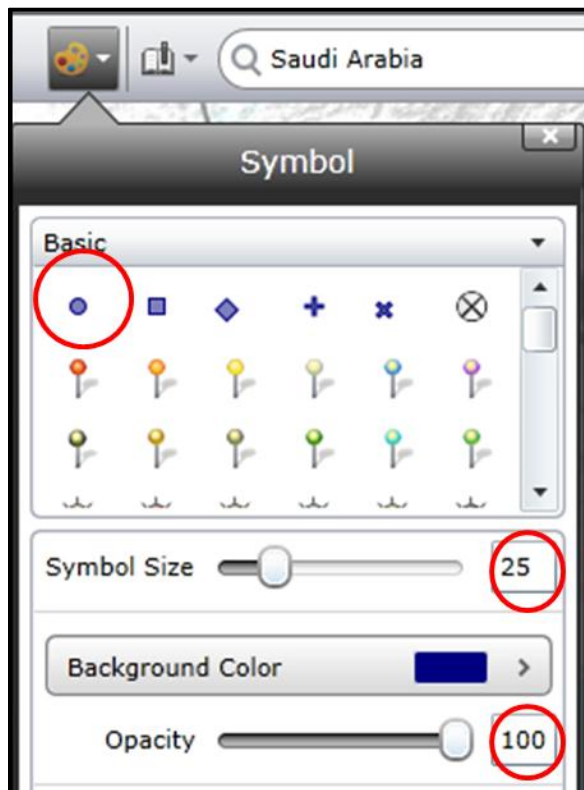 Saudi Arabia
Symbol
Basic
Symbol Size 25
Background Color
Opacity 100